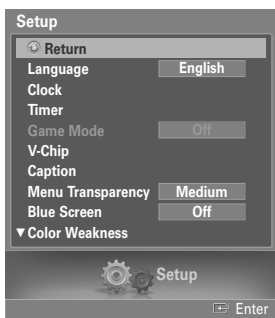 Setup
Return
Language English
Clock
Timer
Game Mode Off
V-Chip
Caption
Menu Transparency Medium
Blue Screen Off
▼ Color Weakness
Setup
Enter